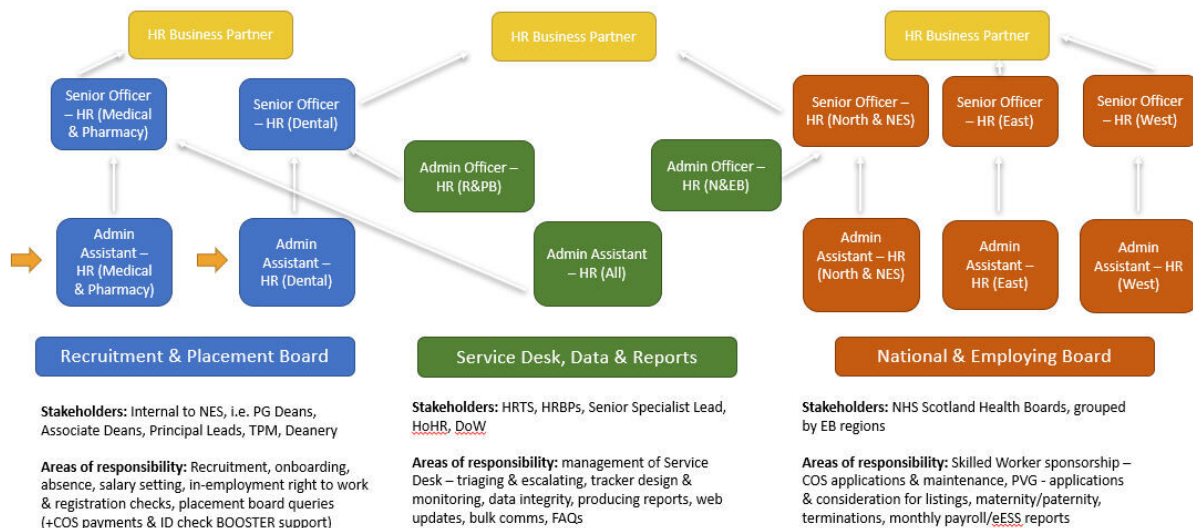 HR Business Partner
HR Business Partner
HR Business Partner
Senior Officer
– HR (Medical
& Pharmacy)
Senior Officer
– HR (Dental)
Senior Officer –
HR (North & NES)
Senior Officer
– HR (East)
Senior Officer
– HR (West)
Admin Officer –
HR (R&PB)
Admin Officer –
HR (N&EB)
Admin
Assistant –
HR (Medical
& Pharmacy)
Admin
Assistant –
HR (Dental)
Admin Assistant
– HR (All)
Admin
Assistant – HR
(North & NES)
Admin
Assistant –
HR (East)
Admin
Assistant – HR
(West)
Recruitment & Placement Board
Service Desk, Data & Reports
National & Employing Board
Stakeholders: Internal to NES, i.e. PG Deans,
Associate Deans, Principal Leads, TPM, Deanery
Areas of responsibility: Recruitment, onboarding,
absence, salary setting, in-employment right to work
& registration checks, placement board queries
(+COS payments & ID check BOOSTER support)
Stakeholders: HRTS, HRBPs, Senior Specialist Lead,
HoHR, DoW
Areas of responsibility: management of Service
Desk – triaging & escalating, tracker design &
monitoring, data integrity, producing reports, web
updates, bulk comms, FAQs
Stakeholders: NHS Scotland Health Boards, grouped
by EB regions
Areas of responsibility: Skilled Worker sponsorship –
COS applications & maintenance, PVG - applications
& consideration for listings, maternity/paternity,
terminations, monthly payroll/eESS reports